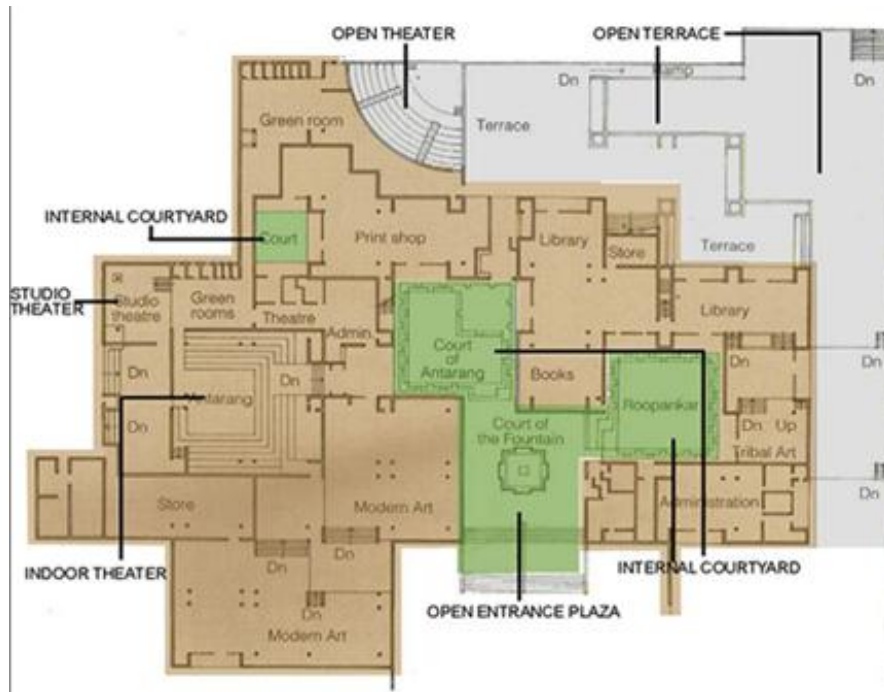 OPEN THEATER
OPEN TERRACE
Dn
Ramp
Dn
Green room
Terrace
INTERNAL COURTYARD
Court
Print shop
Library
Store
Terrace
STUDIO
THEATER
Studio
theatre
Green
rooms
Theatre
Admin.
Library
Court
of
Antarang
Dn
Dn
Dn
Dn
Antarang
Books
Roopankar
Dn
Court of
the Fountain
Dn
Up
Tribal Art
Dn
Store
Modern Art
Administration
INDOOR THEATER
Dn
Dn
INTERNAL COURTYARD
Dn
OPEN ENTRANCE PLAZA
Modern Art